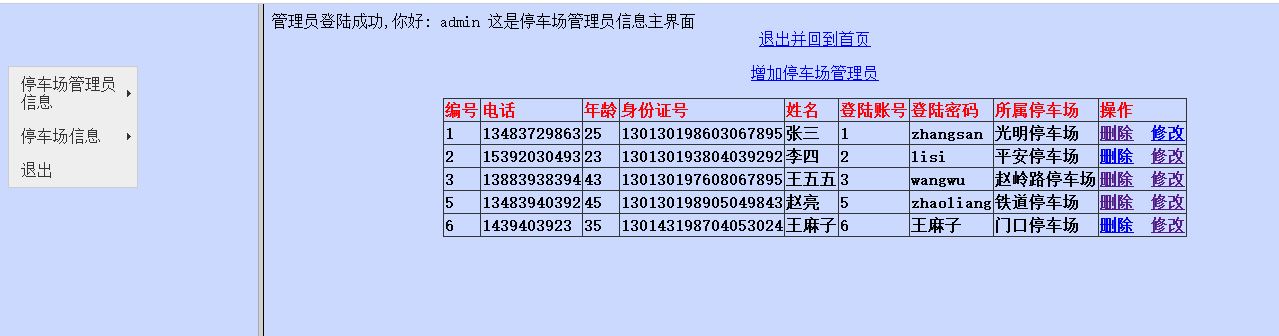 管理员登陆成功,你好: admin 这是停车场管理员信息主界面
退出并回到首页
增加停车场管理员
停车场管理员
信息
停车场信息
退出
编号 电话 年龄 身份证号 姓名 登陆账号 登陆密码 所属停车场 操作
1 13483729863 25 130130198603067895 张三 1 zhangsan 光明停车场 删除 修改
2 15392030493 23 130130193804039292 李四 2 lisi 平安停车场 删除 修改
3 13883938394 43 130130197608067895 王五五 3 wangwu 赵岭路停车场 删除 修改
5 13483940392 45 130130198905049843 赵亮 5 zhaoliang 铁道停车场 删除 修改
6 1439403923 35 130143198704053024 王麻子 6 王麻子 门口停车场 删除 修改